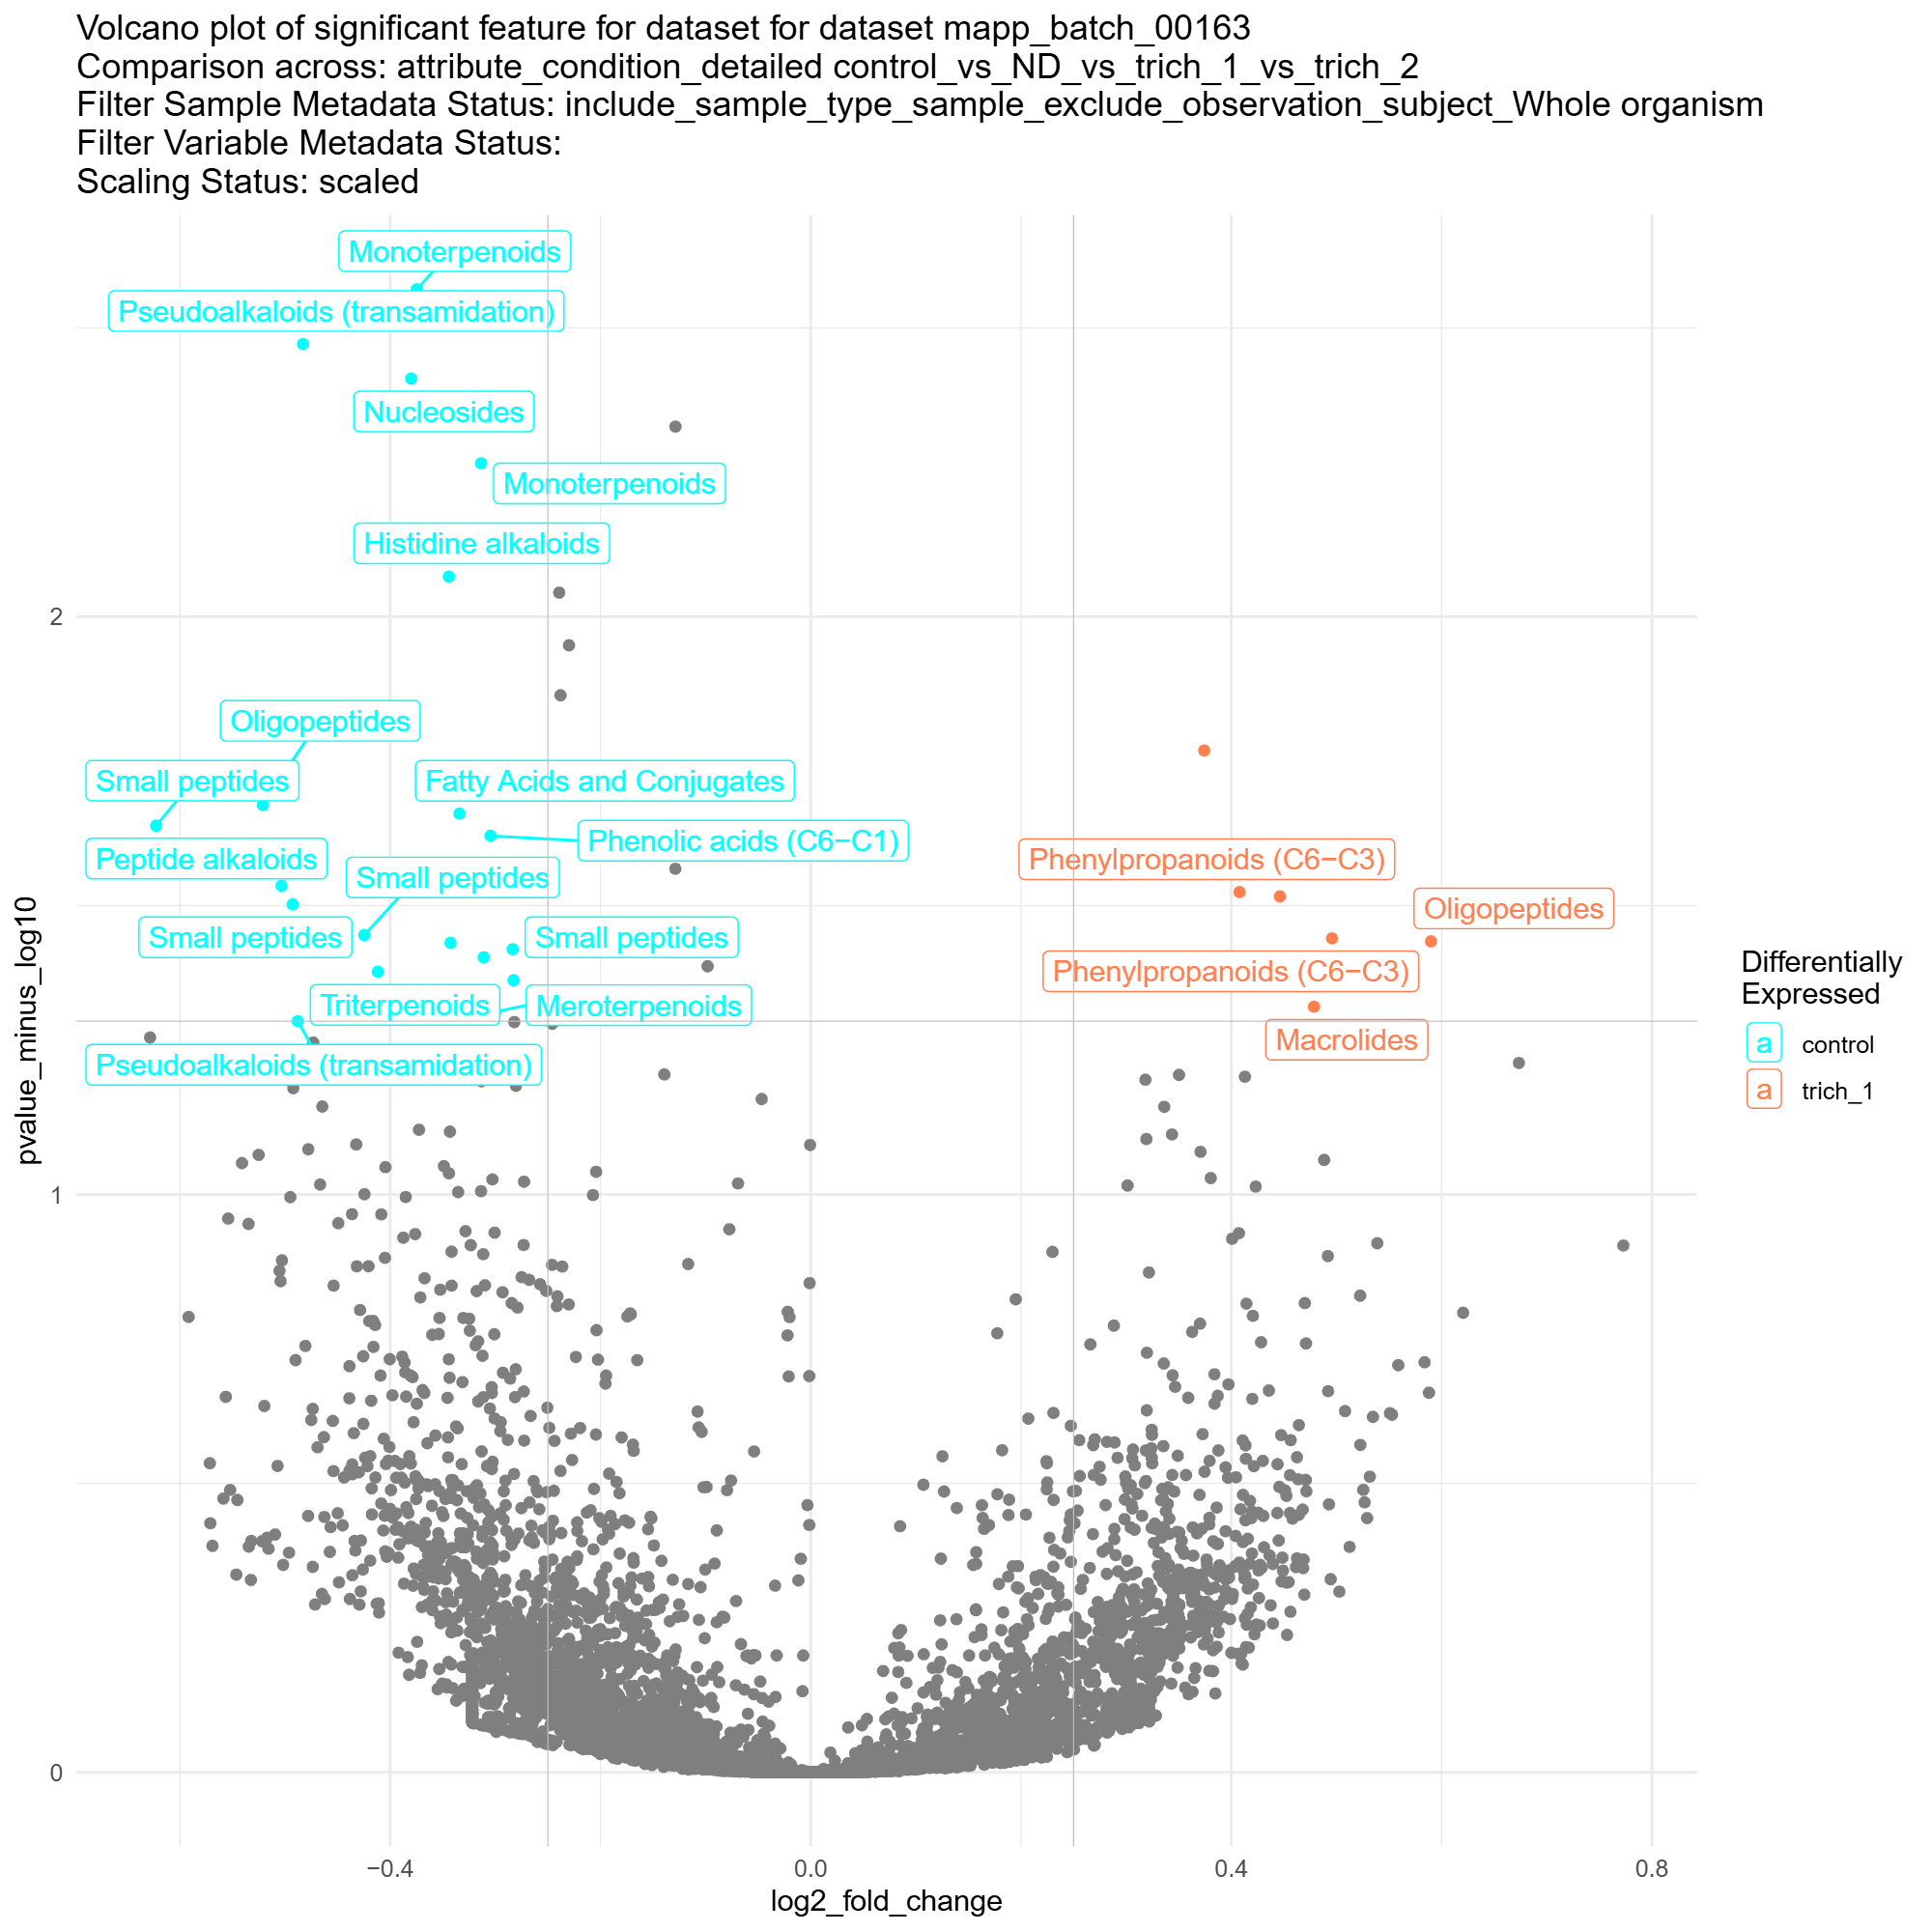 Volcano plot of significant feature for dataset for dataset mapp_batch_00163
Comparison across: attribute_condition_detailed control_vs_ND_vs_trich_1_vs_trich_2
Filter Sample Metadata Status: include_sample_type_sample_exclude_observation_subject_Whole organism
Filter Variable Metadata Status:
Scaling Status: scaled
Monoterpenoids
Pseudoalkaloids (transamidation)
Nucleosides
Monoterpenoids
Histidine alkaloids
2
Oligopeptides
Small peptides
Fatty Acids and Conjugates
Phenolic acids (C6−C1)
Peptide alkaloids
Small peptides
Phenylpropanoids (C6−C3)
Oligopeptides
Small peptides
Small peptides
Phenylpropanoids (C6−C3)
Triterpenoids
Meroterpenoids
Macrolides
Pseudoalkaloids (transamidation)
Differentially
Expressed
a control
a trich_1
pvalue_minus_log10
1
0
−0.4
0.0
0.4
0.8
log2_fold_change